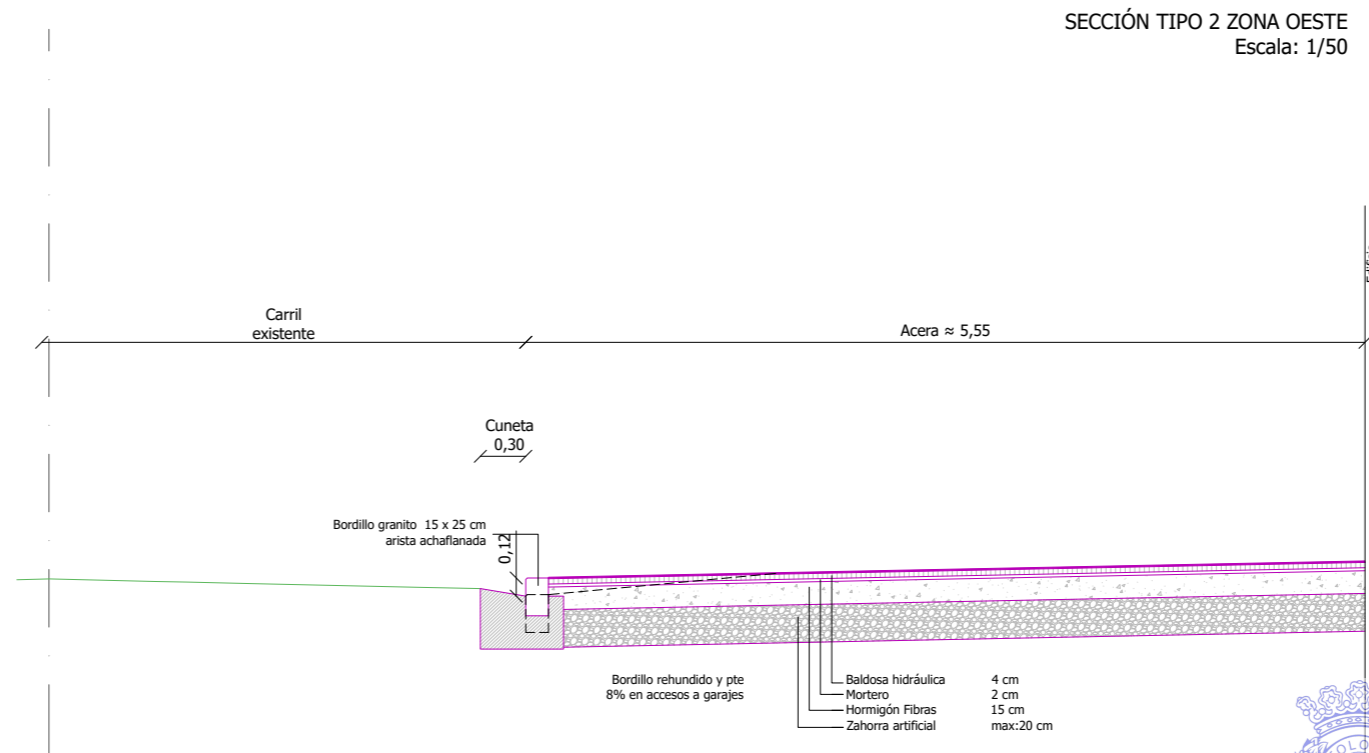 SECCIÓN TIPO 2 ZONA OESTE
Escala: 1/50
Carril
existente
Acera ≈ 5,55
Cuneta
0,30
Bordillo granito 15 x 25 cm
arista achaflanada
0,12
Bordillo rehundido y pte
8% en accesos a garajes
Baldosa hidráulica 4 cm
Mortero 2 cm
Hormigón Fibras 15 cm
Zahorra artificial max:20 cm